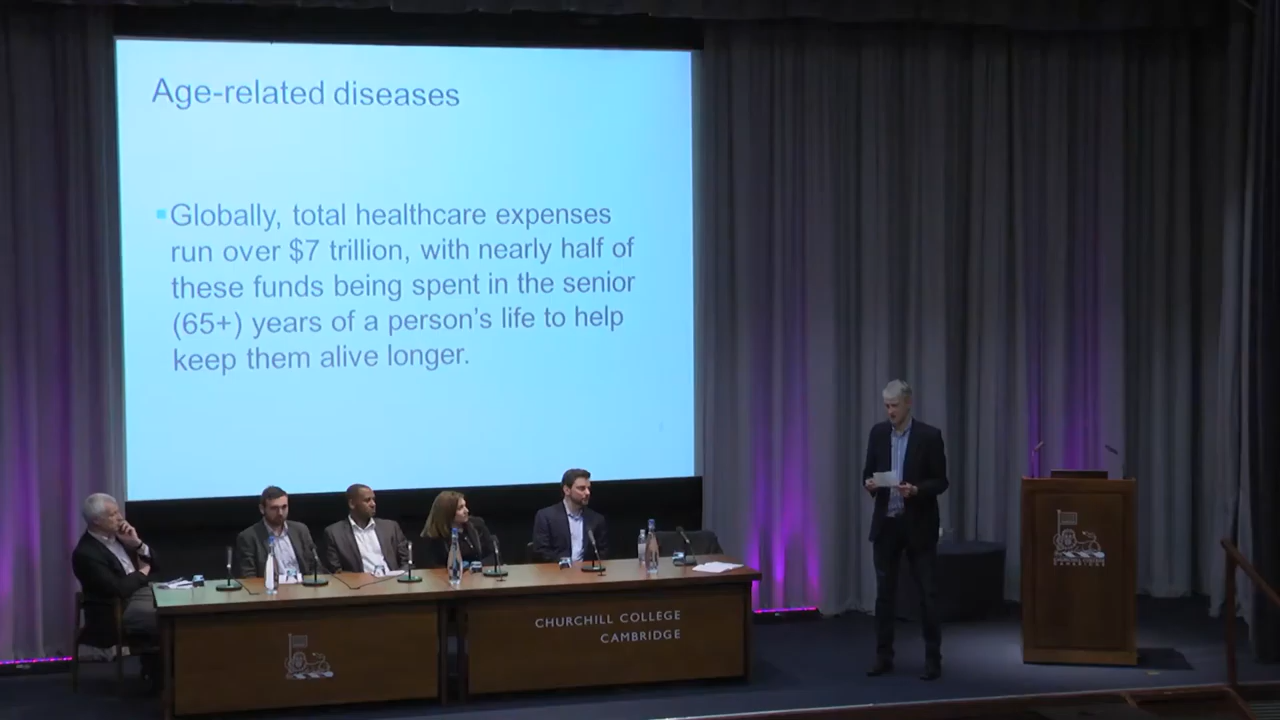 Age-related diseases
Globally, total healthcare expenses
run over $7 trillion, with nearly half of
these funds being spent in the senior
(65+) years of a person's life to help
keep them alive longer.
CHURCHILL COLLEGE
CAMBRIDGE